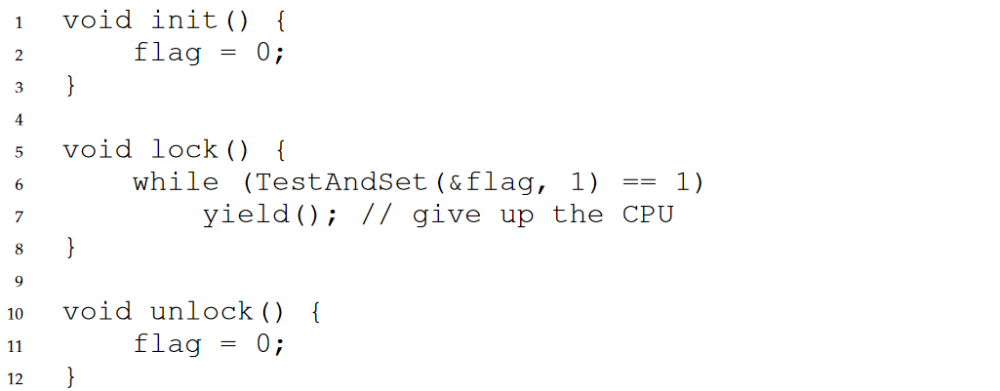 1 void init() {
2     flag = 0;
3 }
4
5 void lock() {
6     while (TestAndSet(&flag, 1) == 1)
7         yield(); // give up the CPU
8 }
9
10 void unlock() {
11     flag = 0;
12 }